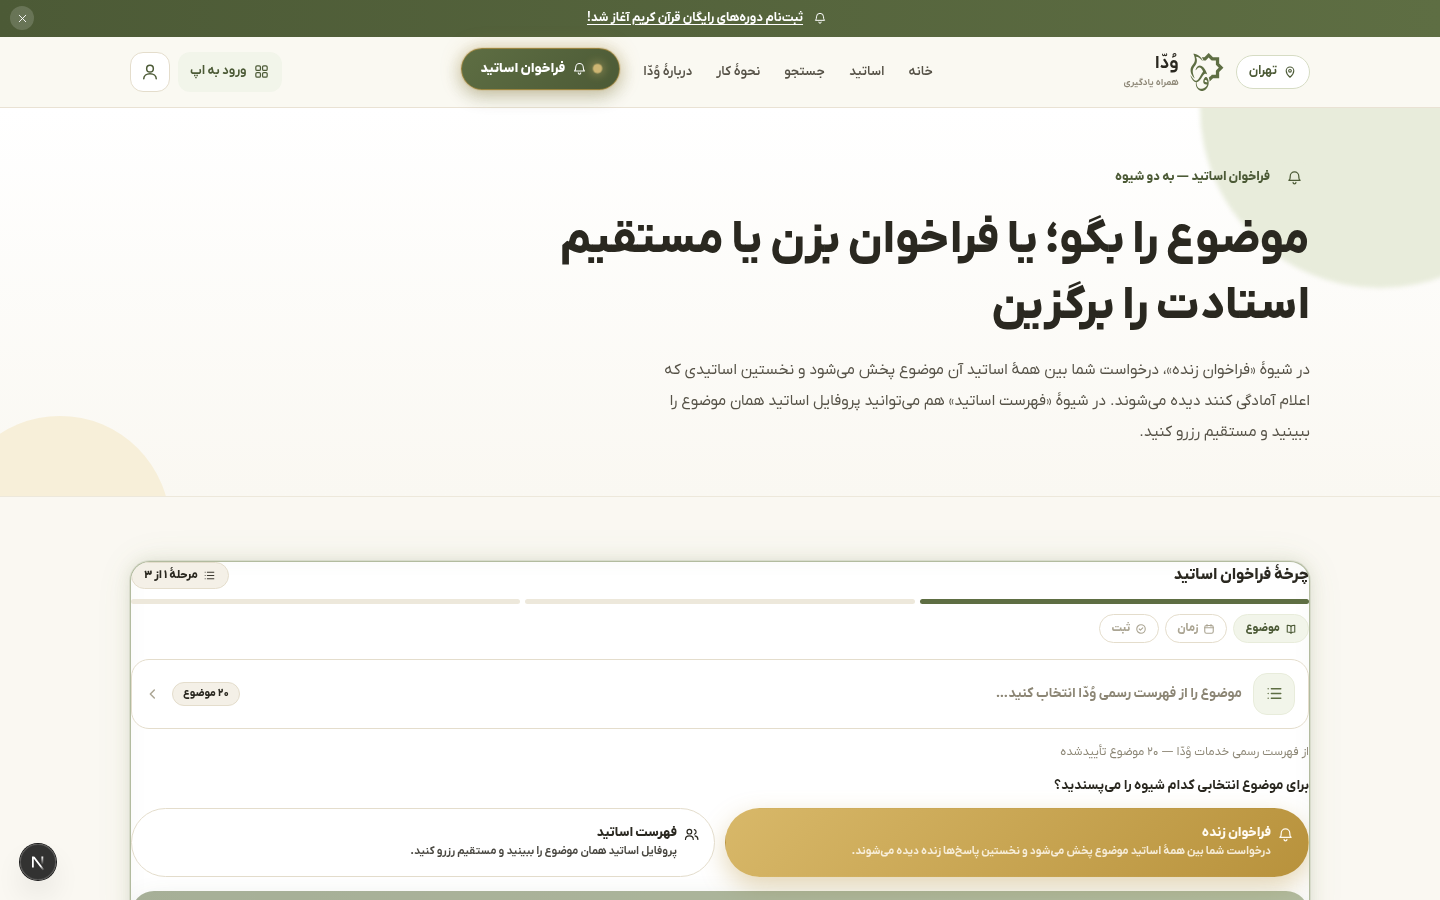 ثبت‌نام دوره‌های رایگان قرآن کریم آغاز شد!
تهران
وُدّا
همراه یادگیری
خانه
اساتید
جستجو
نحوهٔ کار
دربارهٔ وُدّا
فراخوان اساتید
ورود به اپ
فراخوان اساتید — به دو شیوه
موضوع را بگو؛ یا فراخوان بزن یا مستقیم
استادت را برگزین
در شیوهٔ «فراخوان زنده»، درخواست شما بین همهٔ اساتید آن موضوع پخش می‌شود و نخستین اساتیدی که
اعلام آمادگی کنند دیده می‌شوند. در شیوهٔ «فهرست اساتید» هم می‌توانید پروفایل اساتید همان موضوع را
ببینید و مستقیم رزرو کنید.
چرخهٔ فراخوان اساتید
مرحلهٔ ۱ از ۳
موضوع
زمان
ثبت
موضوع را از فهرست رسمی وُدّا انتخاب کنید...
۲۰ موضوع
از فهرست رسمی خدمات وُدّا — ۲۰ موضوع تأییدشده
برای موضوع انتخابی کدام شیوه را می‌پسندید؟
فراخوان زنده
درخواست شما بین همهٔ اساتید موضوع پخش می‌شود و نخستین پاسخ‌ها زنده دیده می‌شوند.
فهرست اساتید
پروفایل اساتید همان موضوع را ببینید و مستقیم رزرو کنید.
N